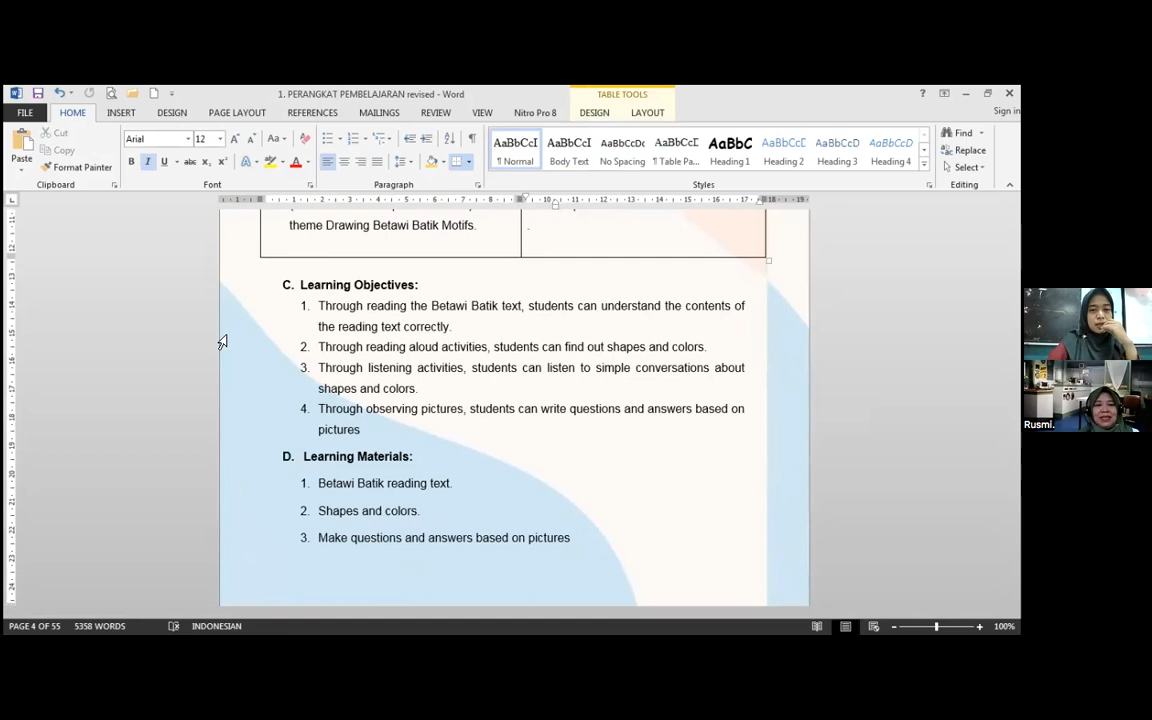 1. PERANGKAT PEMBELAJARAN revised - Word
TABLE TOOLS
Sign in
FILE HOME INSERT DESIGN PAGE LAYOUT REFERENCES MAILINGS REVIEW VIEW Nitro Pro 8 DESIGN LAYOUT
Cut
Copy
Format Painter
Paste
Arial 12
AaBbCcI AaBbCcI AaBbCcDc AaBbCcDc AaBbC AaBbCcI AaBbCcD AaBbCcI
¶ Normal Body Text No Spacing ¶ Table Pa... Heading 1 Heading 2 Heading 3 Heading 4
Find
Replace
Select
Clipboard Font Paragraph Styles Editing
theme Drawing Betawi Batik Motifs.
C. Learning Objectives:
1. Through reading the Betawi Batik text, students can understand the contents of
the reading text correctly.
2. Through reading aloud activities, students can find out shapes and colors.
3. Through listening activities, students can listen to simple conversations about
shapes and colors.
4. Through observing pictures, students can write questions and answers based on
pictures
D. Learning Materials:
1. Betawi Batik reading text.
2. Shapes and colors.
3. Make questions and answers based on pictures
Rusmi.
PAGE 4 OF 55 5358 WORDS INDONESIAN 100%